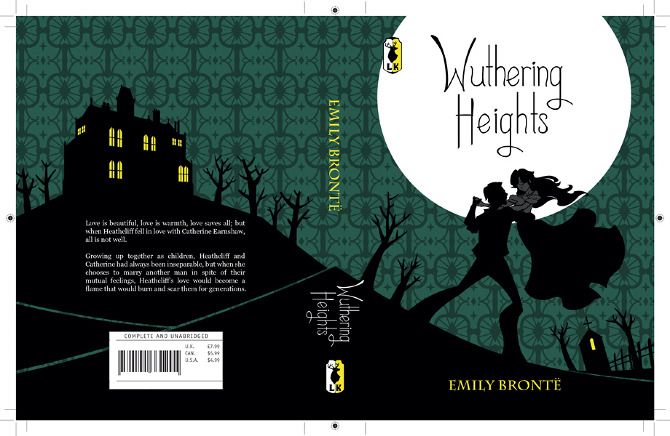 Love is beautiful, love is warmth, love saves all; but
when Heathcliff fell in love with Catherine Earnshaw,
all is not well.
Growing up together as children, Heathcliff and
Catherine had always been inseparable, but when she
chooses to marry another man in spite of their
mutual feelings, Heathcliff's love would become a
flame that would burn and scar them for generations.
COMPLETE AND UNABRIDGED
U.K. £7.99
CAN. $5.99
U.S.A. $4.99
EMILY BRONTË
Wuthering
Heights
LK
LK
Wuthering
Heights
EMILY BRONTË